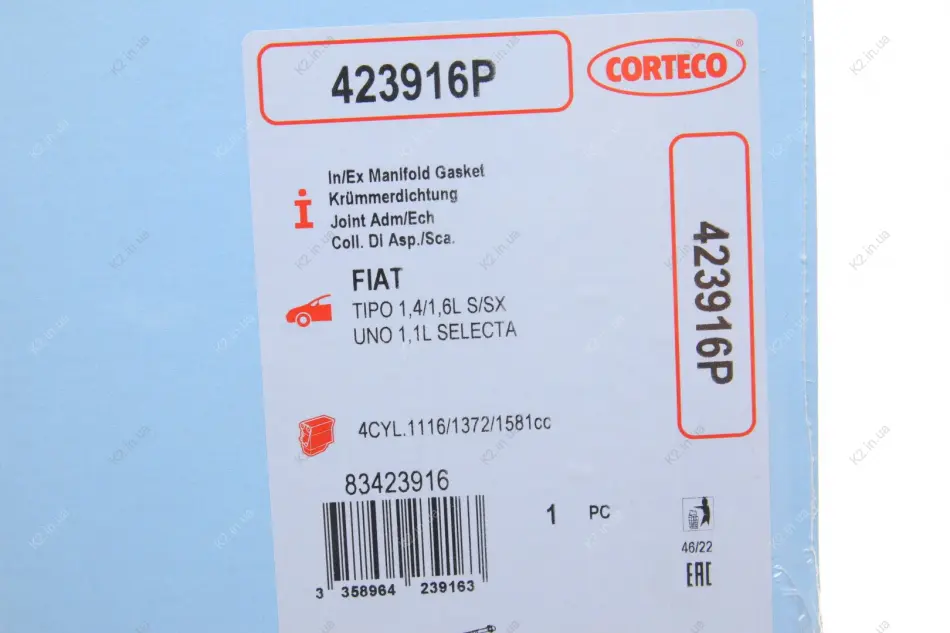 423916P
CORTECO®
In/Ex Manifold Gasket
Krümmerdichtung
Joint Adm/Ech
Coll. Di Asp./Sca.
FIAT
TIPO 1,4/1,6L S/SX
UNO 1,1L SELECTA
423916P
4CYL.1116/1372/1581cc
83423916
1 PC
3 358964 239163
46/22
EAC
K2.in.ua